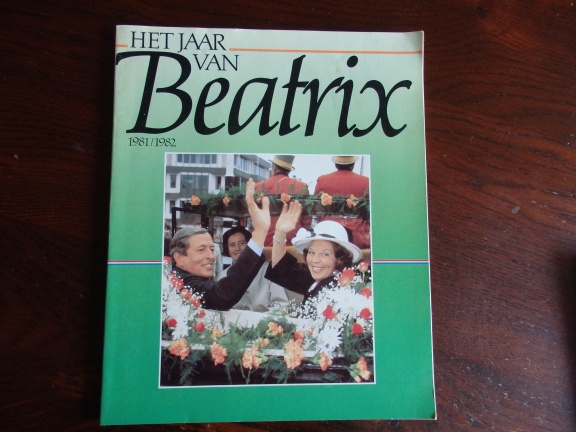 HET JAAR
VAN
Beatrix
1981/1982